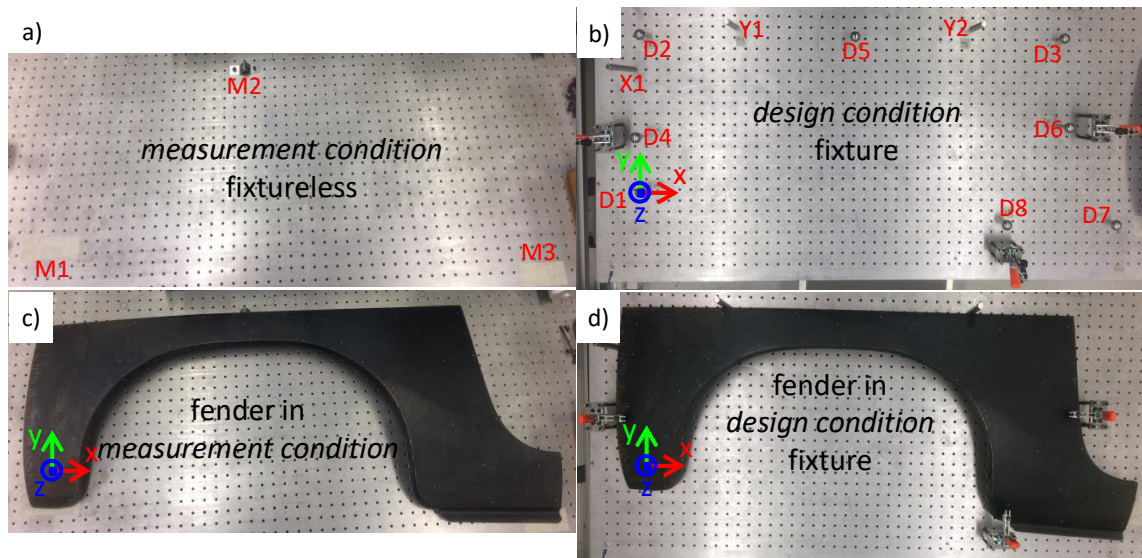 a)
M2
measurement condition
fixtureless
M1
M3
b)
D2
Y1
D5
Y2
D3
X1
design condition
fixture
D4
D6
y
x
D1
z
D8
D7
c)
fender in
measurement condition
y
x
z
d)
fender in
design condition
fixture
y
x
z